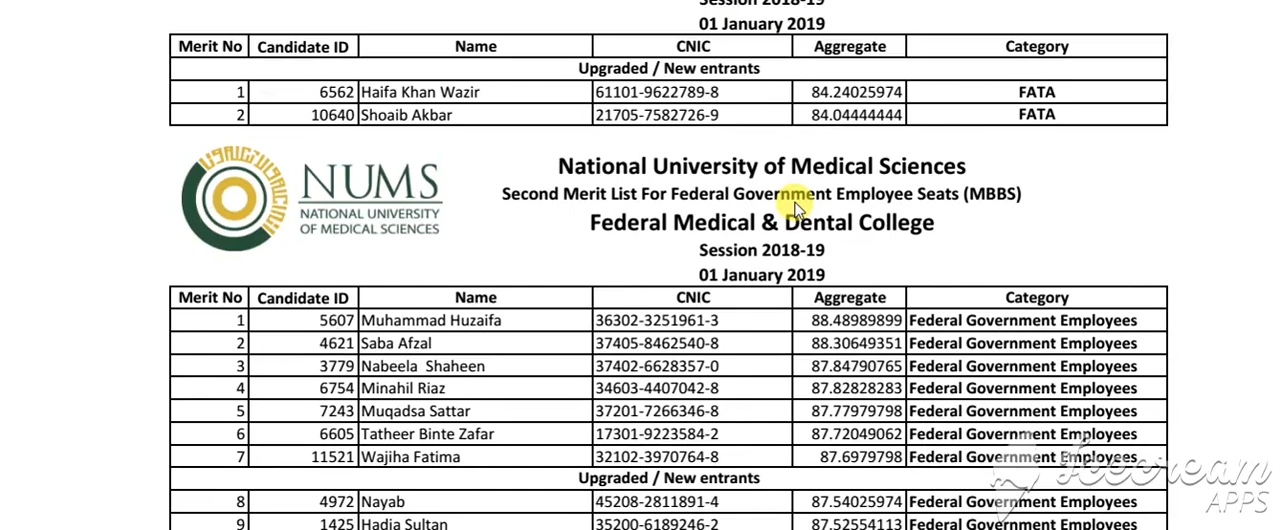 Session 2018-19
01 January 2019
Merit No Candidate ID Name CNIC Aggregate Category
Upgraded / New entrants
1 6562 Haifa Khan Wazir 61101-9622789-8 84.24025974 FATA
2 10640 Shoaib Akbar 21705-7582726-9 84.04444444 FATA
NUMS
NATIONAL UNIVERSITY
OF MEDICAL SCIENCES
National University of Medical Sciences
Second Merit List For Federal Government Employee Seats (MBBS)
Federal Medical & Dental College
Session 2018-19
01 January 2019
Merit No Candidate ID Name CNIC Aggregate Category
1 5607 Muhammad Huzaifa 36302-3251961-3 88.48989899 Federal Government Employees
2 4621 Saba Afzal 37405-8462540-8 88.30649351 Federal Government Employees
3 3779 Nabeela Shaheen 37402-6628357-0 87.84790765 Federal Government Employees
4 6754 Minahil Riaz 34603-4407042-8 87.82828283 Federal Government Employees
5 7243 Muqadsa Sattar 37201-7266346-8 87.77979798 Federal Government Employees
6 6605 Tatheer Binte Zafar 17301-9223584-2 87.72049062 Federal Government Employees
7 11521 Wajiha Fatima 32102-3970764-8 87.6979798 Federal Government Employees
Upgraded / New entrants
8 4972 Nayab 45208-2811891-4 87.54025974 Federal Government Employees
9 1425 Hadia Sultan 35200-6189246-2 87.52554113 Federal Government Employees
Icecream
APPS